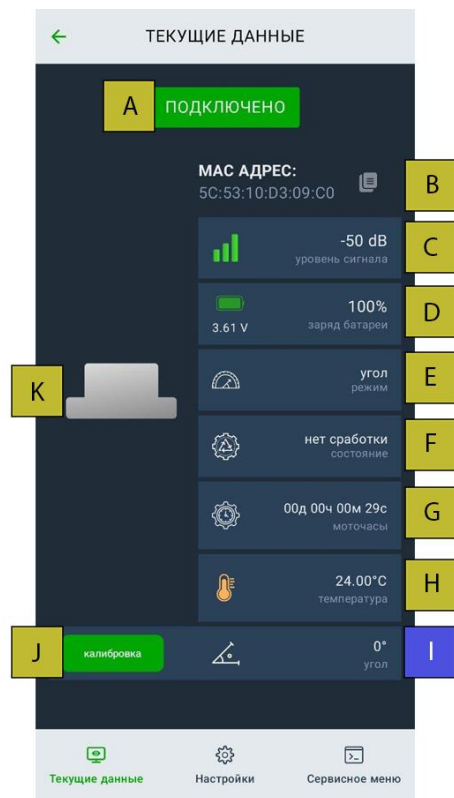 ТЕКУЩИЕ ДАННЫЕ
A
ПОДКЛЮЧЕНО
MAC АДРЕС:
5C:53:10:D3:09:C0
B
-50 dB
уровень сигнала
C
100%
3.61 V
заряд батареи
D
угол
режим
E
K
нет сработки
состояние
F
00д 00ч 00м 29с
моточасы
G
24.00°C
температура
H
J
калибровка
0°
угол
I
Текущие данные
Настройки
Сервисное меню